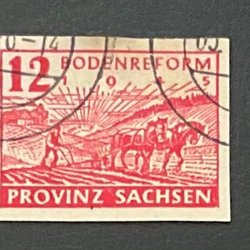 12 BODENREFORM
1945
PROVINZ SACHSEN